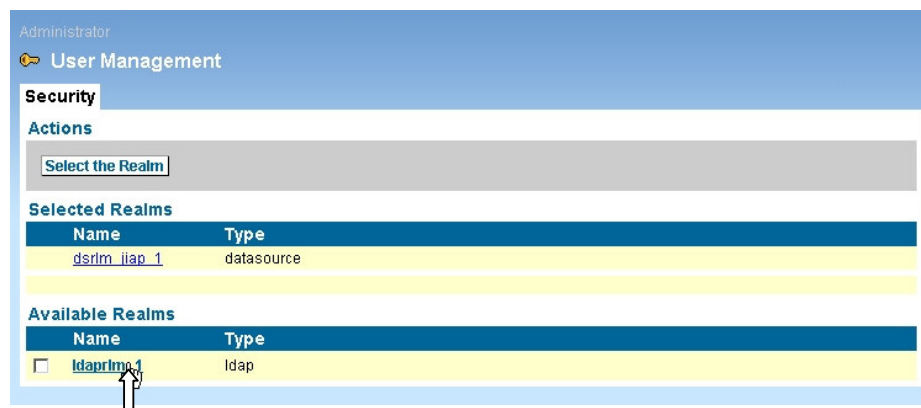 Administrator
User Management
Security
Actions
Select the Realm
Selected Realms
Name Type
dsrlm_jiap_1 datasource
Available Realms
Name Type
ldap